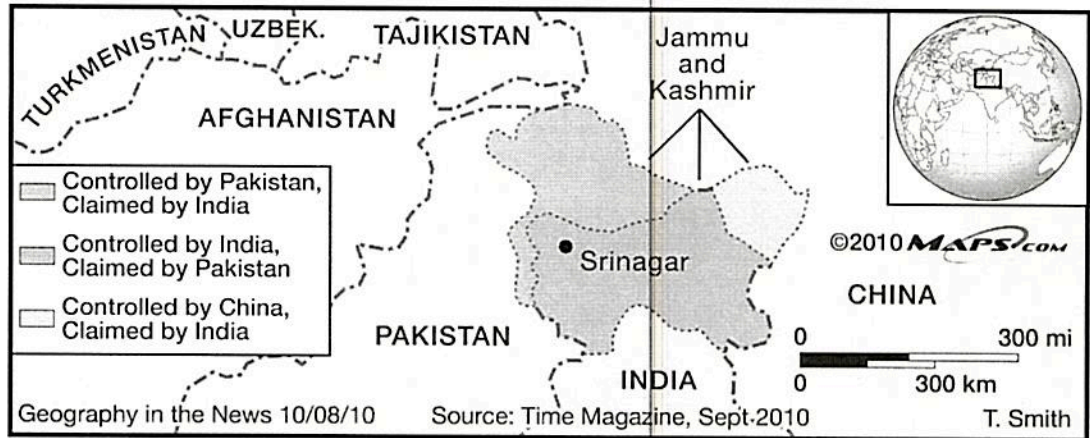 TURKMENISTAN
UZBEK.
TAJIKISTAN
AFGHANISTAN
Jammu
and
Kashmir
Controlled by Pakistan,
Claimed by India
Controlled by India,
Claimed by Pakistan
Controlled by China,
Claimed by India
Srinagar
©2010 MAPS.COM
CHINA
PAKISTAN
INDIA
0 300 mi
0 300 km
Geography in the News 10/08/10
Source: Time Magazine, Sept 2010
T. Smith